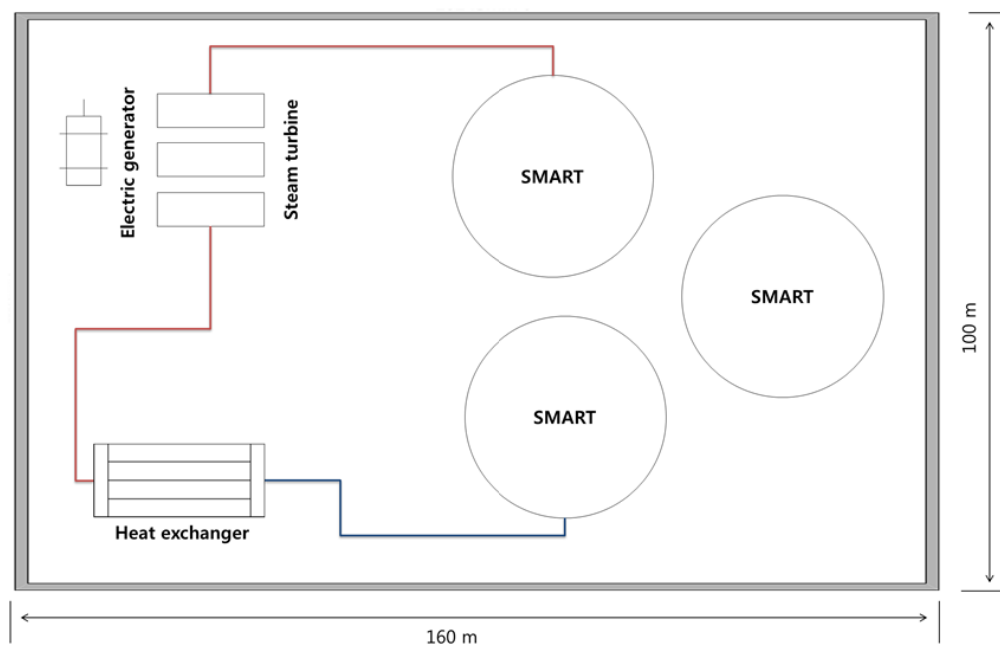 Electric generator
Steam turbine
SMART
SMART
SMART
Heat exchanger
100 m
160 m